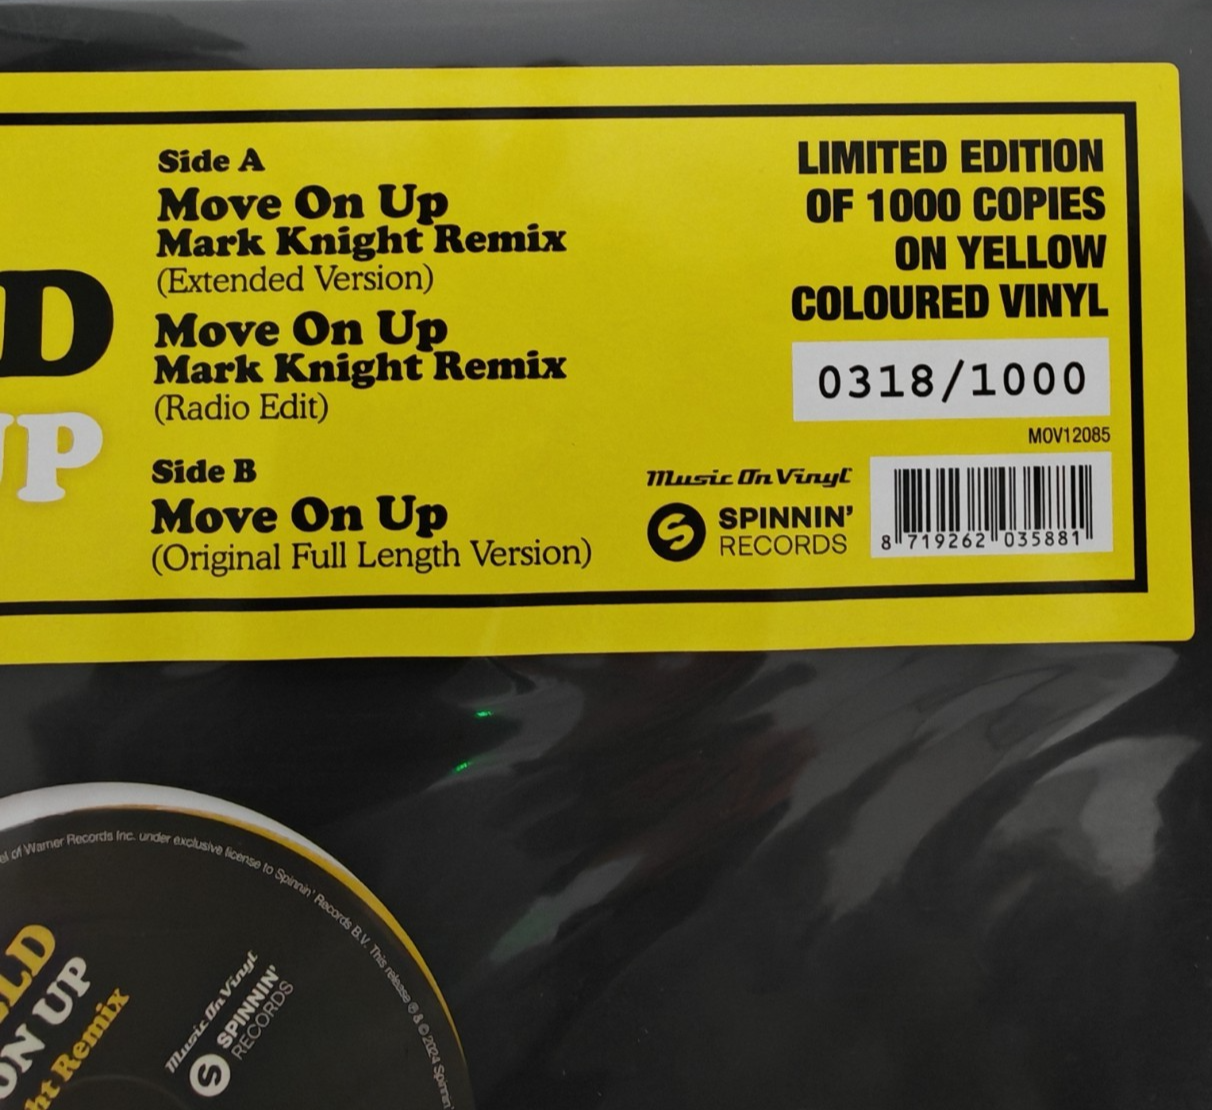 Side A
Move On Up
Mark Knight Remix
(Extended Version)
Move On Up
Mark Knight Remix
(Radio Edit)
Side B
Move On Up
(Original Full Length Version)
LD
UP
LIMITED EDITION
OF 1000 COPIES
ON YELLOW
COLOURED VINYL
0318/1000
MOV12085
Music On Vinyl
SPINNIN'
RECORDS
8 719262 035881
of Warner Records Inc. under exclusive license to Spinnin' Records B.V. This release ℗ & © 2024 Spinnin'
ELD
ON UP
ht Remix
Music On Vinyl
SPINNIN'
RECORDS